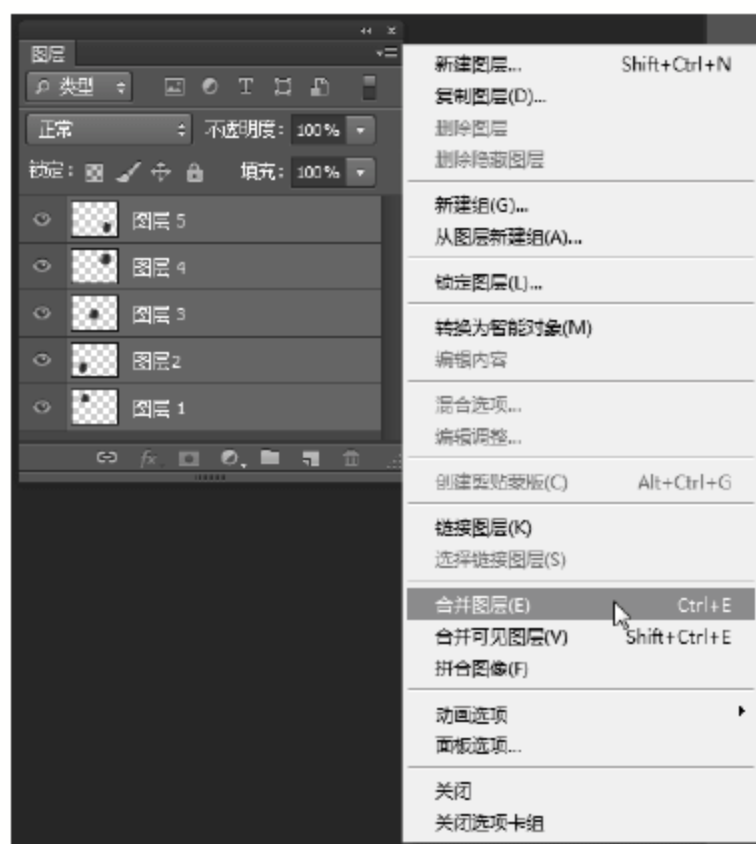 图层
类型
正常 不透明度: 100%
锁定: 填充: 100%
图层 5
图层 4
图层 3
图层2
图层 1
fx
新建图层... Shift+Ctrl+N
复制图层(D)...
删除图层
删除隐藏图层
新建组(G)...
从图层新建组(A)...
锁定图层(L)...
转换为智能对象(M)
编辑内容
混合选项...
编辑调整...
创建剪贴蒙版(C) Alt+Ctrl+G
链接图层(K)
选择链接图层(S)
合并图层(E) Ctrl+E
合并可见图层(V) Shift+Ctrl+E
拼合图像(F)
动画选项
面板选项...
关闭
关闭选项卡组